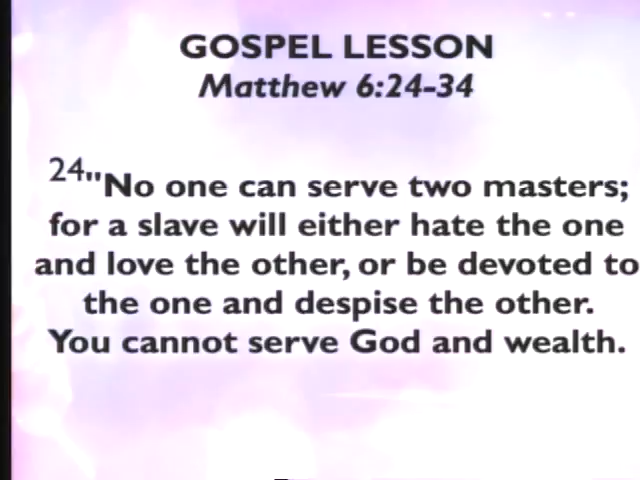 GOSPEL LESSON
Matthew 6:24-34
24"No one can serve two masters;
for a slave will either hate the one
and love the other, or be devoted to
the one and despise the other.
You cannot serve God and wealth.